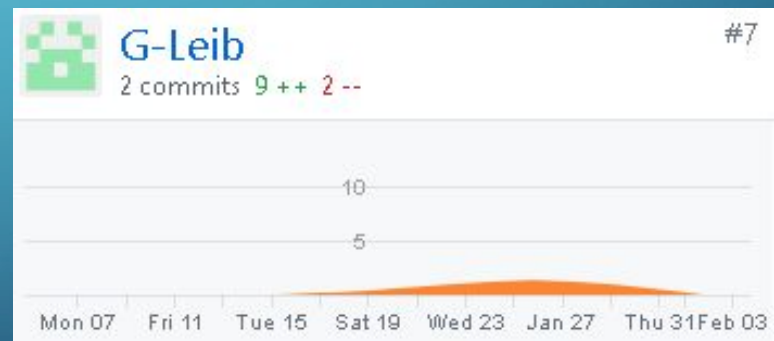 G-Leib #7
2 commits 9 ++ 2 --
10
5
Mon 07 Fri 11 Tue 15 Sat 19 Wed 23 Jan 27 Thu 31 Feb 03